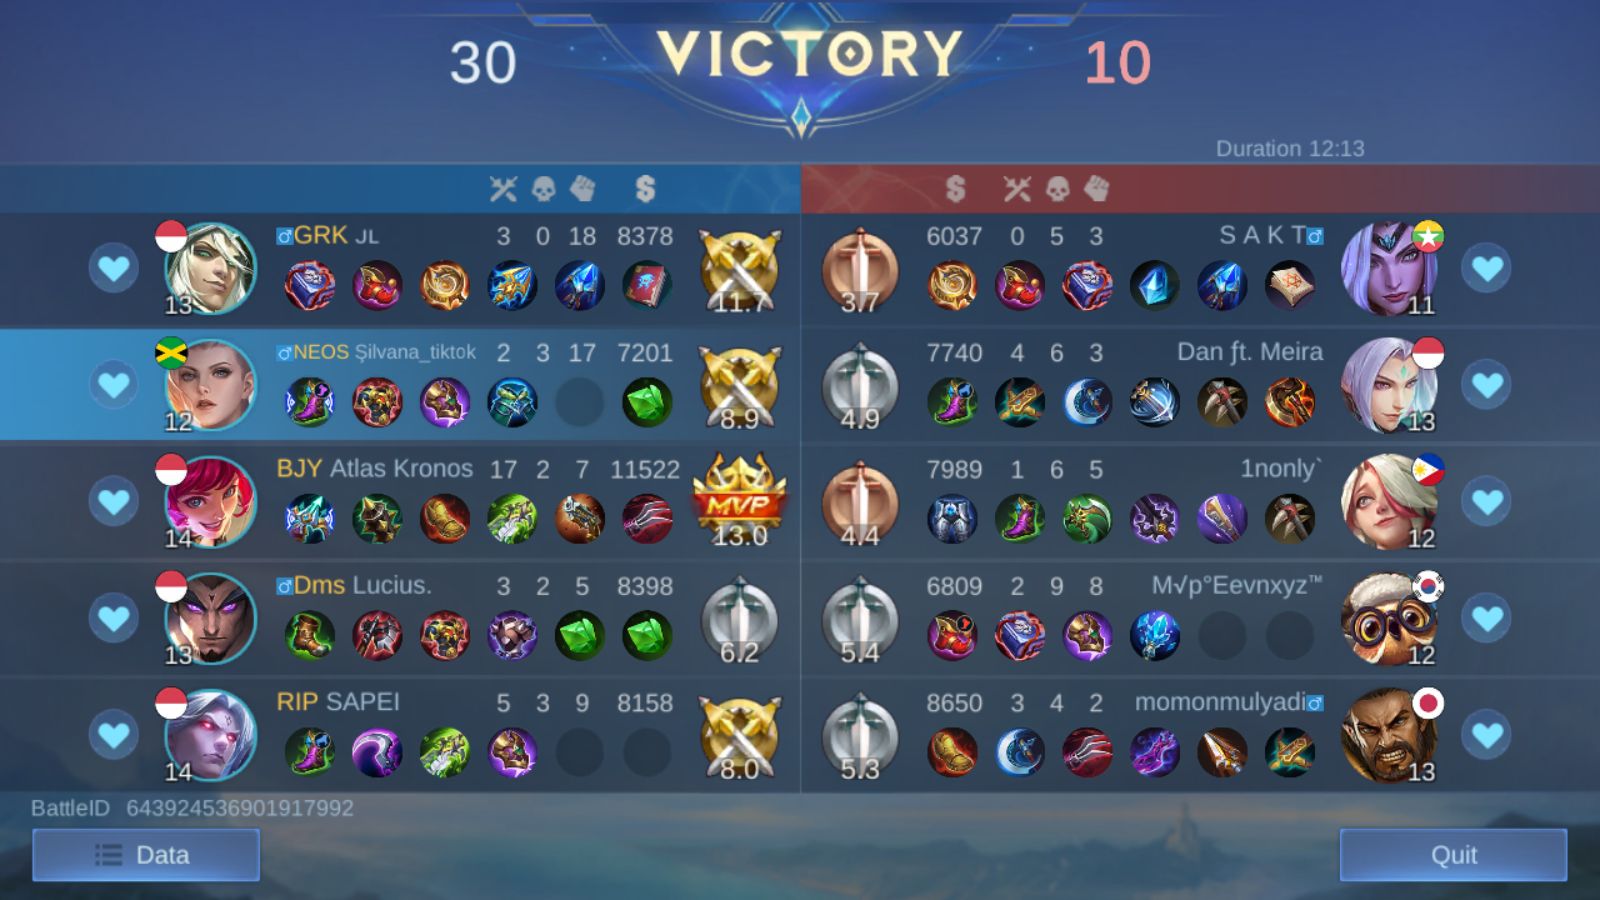 30 VICTORY 10
Duration 12:13
GRK JL 3 0 18 8378 11.7
13
3.7 6037 0 5 3 S A K T
11
NEOS Şilvana_tiktok 2 3 17 7201 8.9
12
4.9 7740 4 6 3 Dan ƒt. Meira
13
BJY Atlas Kronos 17 2 7 11522 MVP 13.0
14
4.4 7989 1 6 5 1nonly`
12
Dms Lucius. 3 2 5 8398 6.2
13
5.4 6809 2 9 8 M√p°Eevnxyz™
12
RIP SAPEI 5 3 9 8158 8.0
14
5.3 8650 3 4 2 momonmulyadi
13
BattleID 643924536901917992
Data
Quit